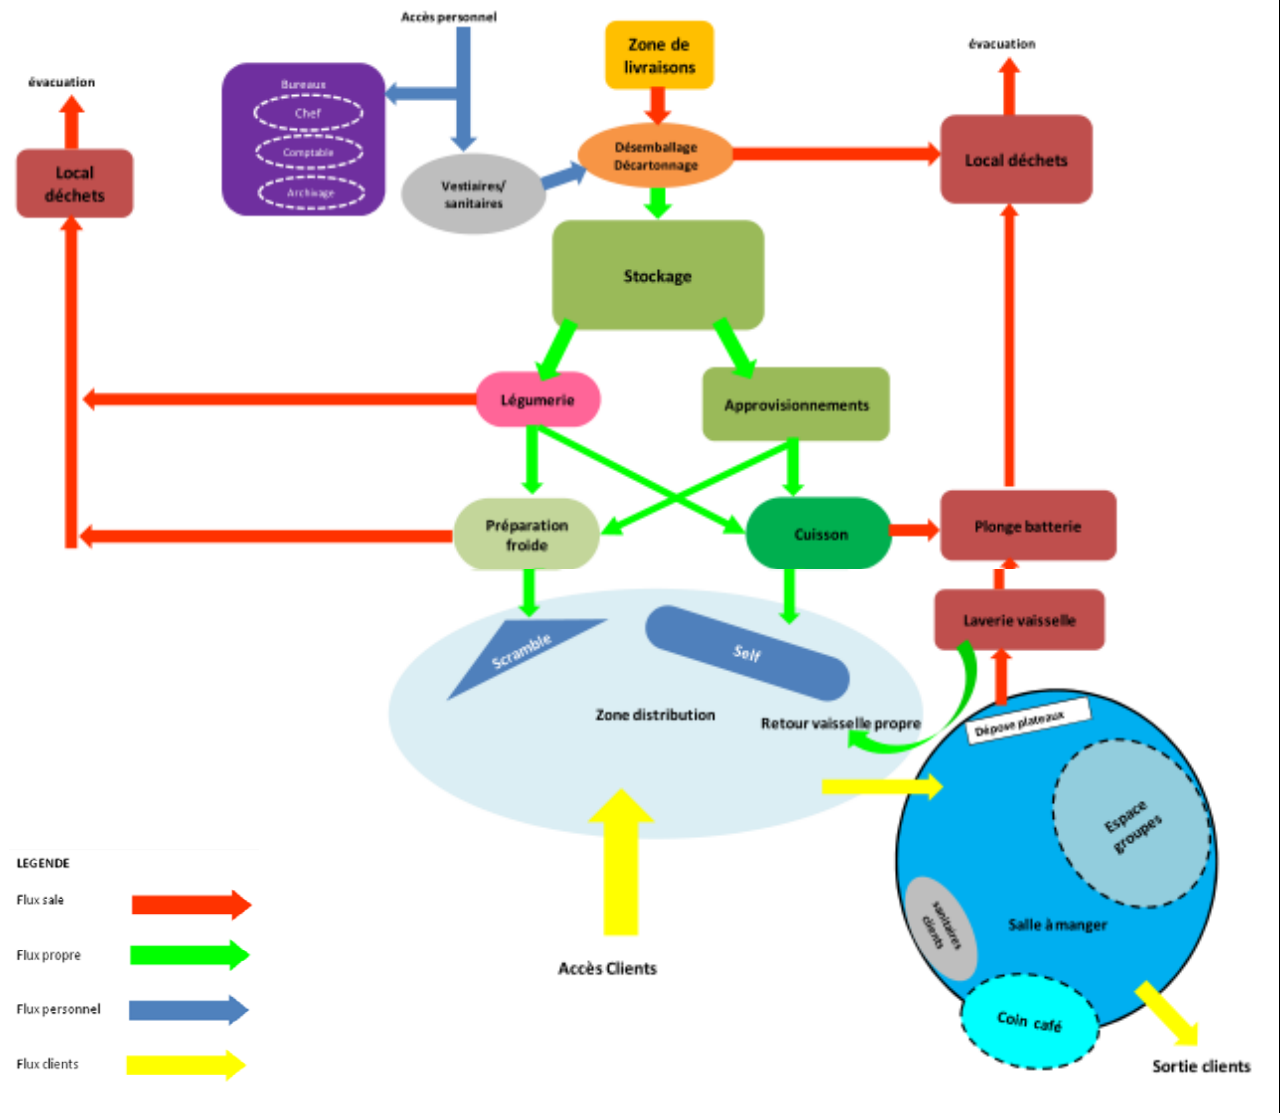 Accès personnel
Zone de
livraisons
évacuation
évacuation
Bureaux
Chef
Comptable
Archivage
Désemballage
Décartonnage
Local déchets
Local
déchets
Vestiaires/
sanitaires
Stockage
Légumerie
Approvisionnements
Préparation
froide
Cuisson
Plonge batterie
Laverie vaisselle
Scramble
Self
Zone distribution
Retour vaisselle propre
Dépose plateaux
Espace
groupes
sanitaires
clients
Salle à manger
Coin café
Sortie clients
Accès Clients
LEGENDE
Flux sale
Flux propre
Flux personnel
Flux clients